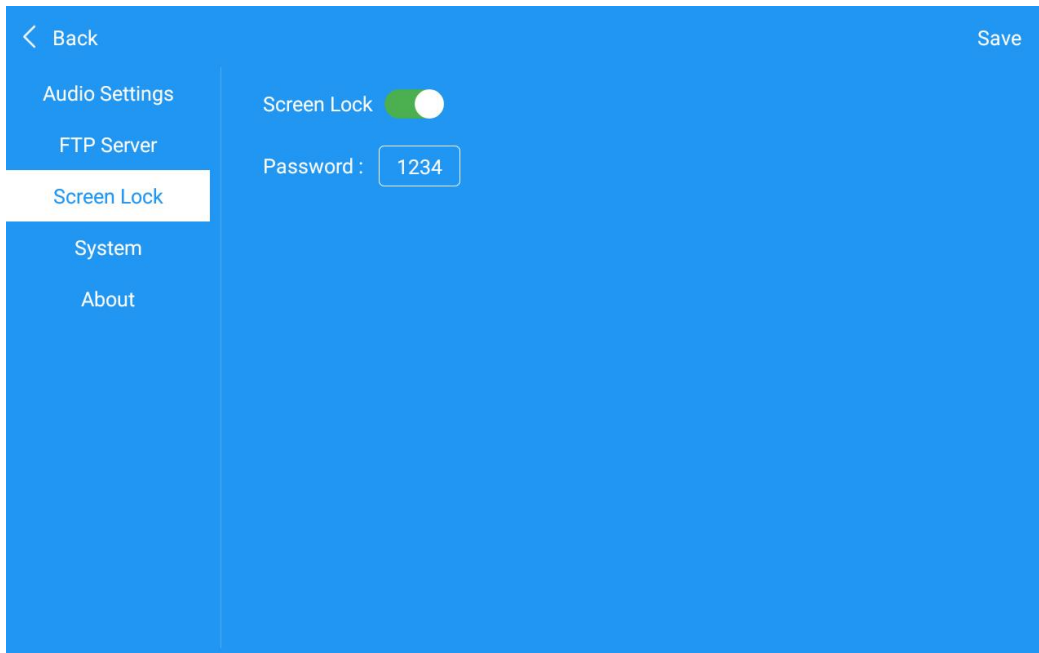 Back
Save
Audio Settings
FTP Server
Screen Lock
System
About
Screen Lock
Password : 1234